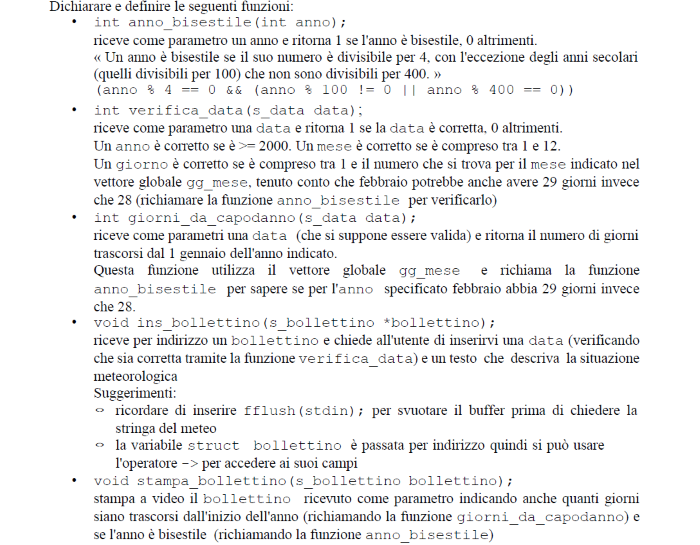 Dichiarare e definire le seguenti funzioni:
• int anno_bisestile(int anno);
riceve come parametro un anno e ritorna 1 se l'anno è bisestile, 0 altrimenti.
« Un anno è bisestile se il suo numero è divisibile per 4, con l'eccezione degli anni secolari
(quelli divisibili per 100) che non sono divisibili per 400. »
(anno % 4 == 0 && (anno % 100 != 0 || anno % 400 == 0))
• int verifica_data(s_data data);
riceve come parametro una data e ritorna 1 se la data è corretta, 0 altrimenti.
Un anno è corretto se è >= 2000. Un mese è corretto se è compreso tra 1 e 12.
Un giorno è corretto se è compreso tra 1 e il numero che si trova per il mese indicato nel
vettore globale gg_mese, tenuto conto che febbraio potrebbe anche avere 29 giorni invece
che 28 (richiamare la funzione anno_bisestile per verificarlo)
• int giorni_da_capodanno(s_data data);
riceve come parametri una data (che si suppone essere valida) e ritorna il numero di giorni
trascorsi dal 1 gennaio dell'anno indicato.
Questa funzione utilizza il vettore globale gg_mese e richiama la funzione
anno_bisestile per sapere se per l'anno specificato febbraio abbia 29 giorni invece
che 28.
• void ins_bollettino(s_bollettino *bollettino);
riceve per indirizzo un bollettino e chiede all'utente di inserirvi una data (verificando
che sia corretta tramite la funzione verifica_data) e un testo che descriva la situazione
meteorologica
Suggerimenti:
○ ricordare di inserire fflush(stdin); per svuotare il buffer prima di chiedere la
stringa del meteo
○ la variabile struct bollettino è passata per indirizzo quindi si può usare
l'operatore -> per accedere ai suoi campi
• void stampa_bollettino(s_bollettino bollettino);
stampa a video il bollettino ricevuto come parametro indicando anche quanti giorni
siano trascorsi dall'inizio dell'anno (richiamando la funzione giorni_da_capodanno) e
se l'anno è bisestile (richiamando la funzione anno_bisestile)